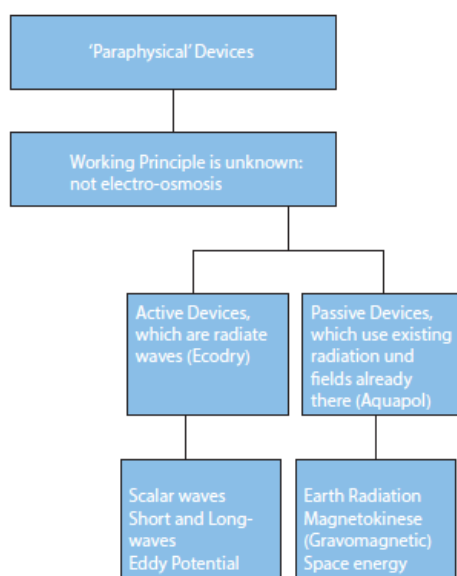 'Paraphysical' Devices
Working Principle is unknown:
not electro-osmosis
Active Devices,
which are radiate
waves (Ecodry)
Passive Devices,
which use existing
radiation und
fields already
there (Aquapol)
Scalar waves
Short and Long-
waves
Eddy Potential
Earth Radiation
Magnetokinese
(Gravomagnetic)
Space energy